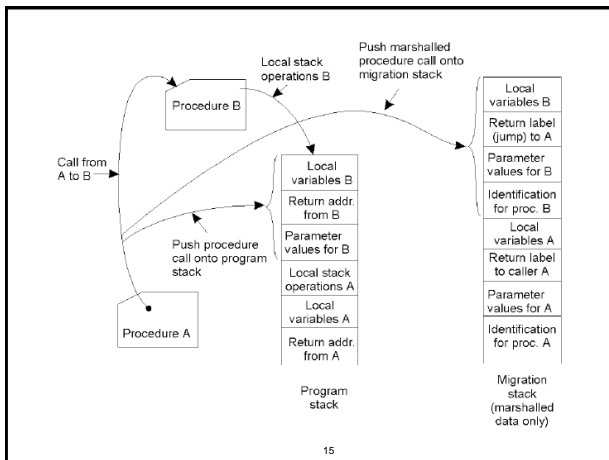 Push marshalled
procedure call onto
migration stack
Local stack
operations B
Procedure B
Call from
A to B
Push procedure
call onto program
stack
Procedure A
Local
variables B
Return addr.
from B
Parameter
values for B
Local stack
operations A
Local
variables A
Return addr.
from A
Program
stack
Local
variables B
Return label
(jump) to A
Parameter
values for B
Identification
for proc. B
Local
variables A
Return label
to caller A
Parameter
values for A
Identification
for proc. A
Migration
stack
(marshalled
data only)
15